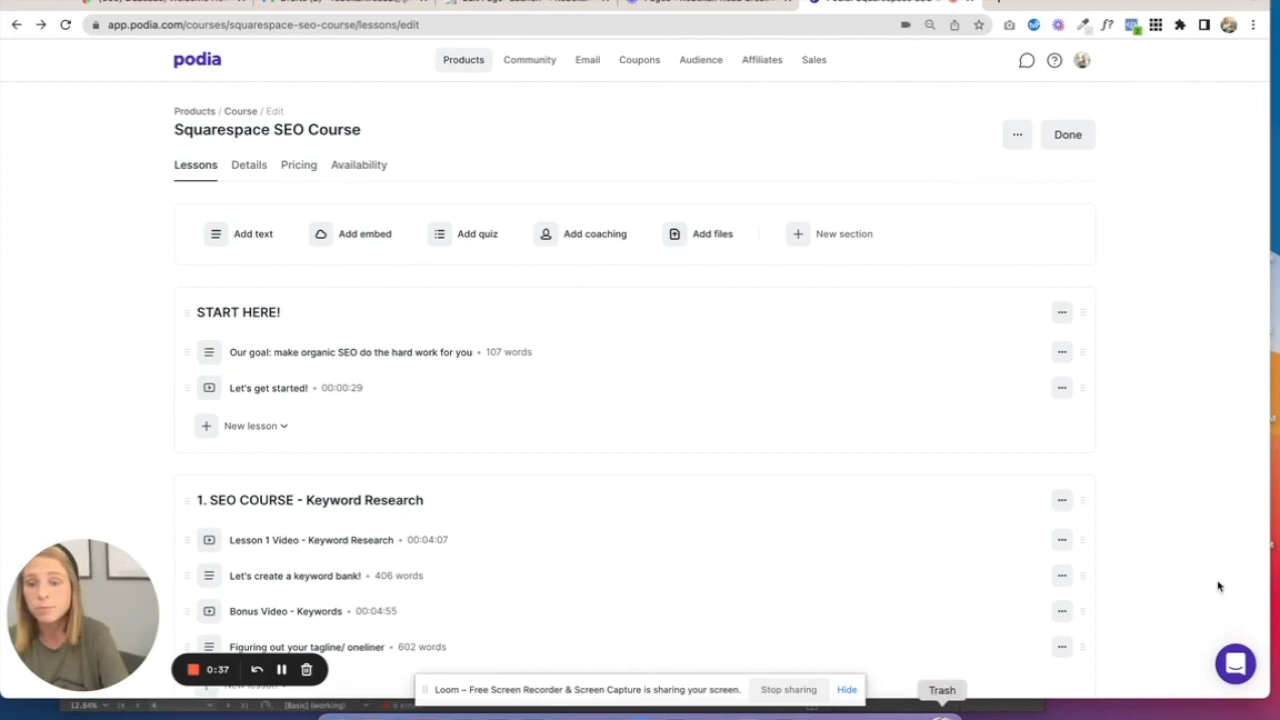 app.podia.com/courses/squarespace-seo-course/lessons/edit
podia
Products
Community
Email
Coupons
Audience
Affiliates
Sales
Products / Course / Edit
Squarespace SEO Course
Done
Lessons
Details
Pricing
Availability
Add text
Add embed
Add quiz
Add coaching
Add files
New section
START HERE!
Our goal: make organic SEO do the hard work for you • 107 words
Let's get started! • 00:00:29
New lesson
1. SEO COURSE - Keyword Research
Lesson 1 Video - Keyword Research • 00:04:07
Let's create a keyword bank! • 406 words
Bonus Video - Keywords • 00:04:55
Figuring out your tagline/ oneliner • 602 words
0:37
Loom – Free Screen Recorder & Screen Capture is sharing your screen.
Stop sharing
Hide
Trash
12.84%
4
[Basic] (working)